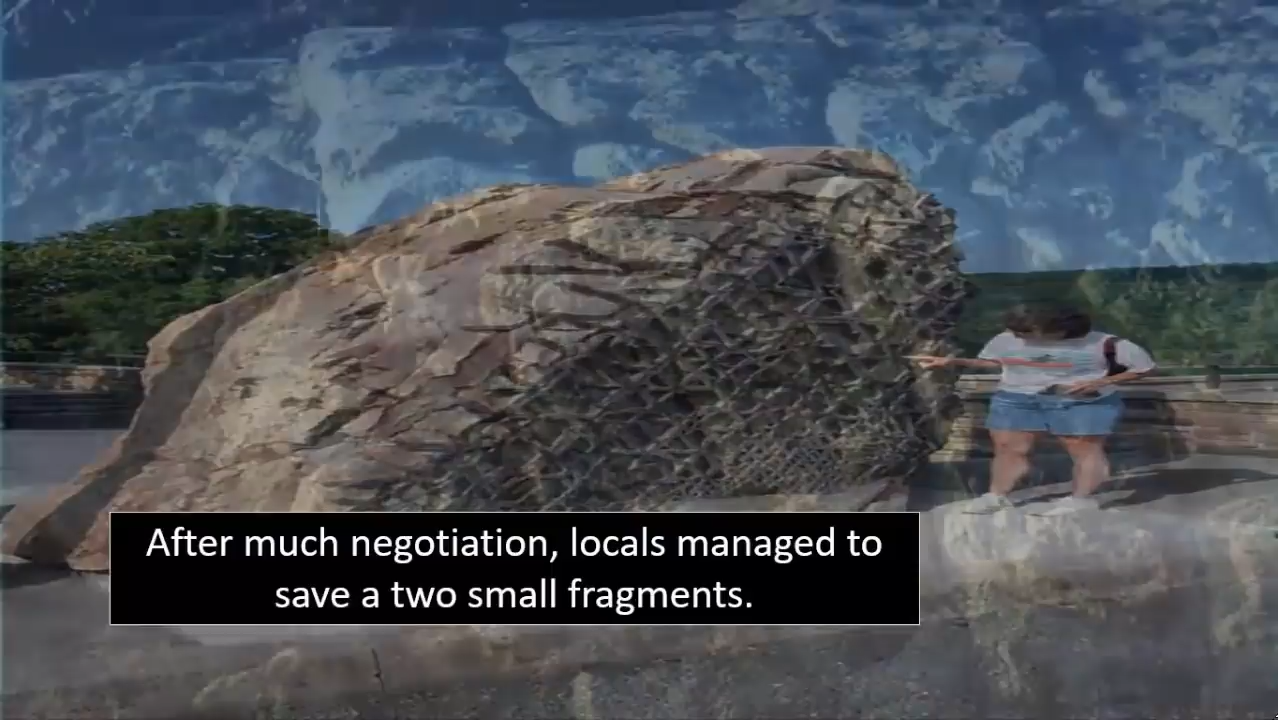 After much negotiation, locals managed to
save a two small fragments.